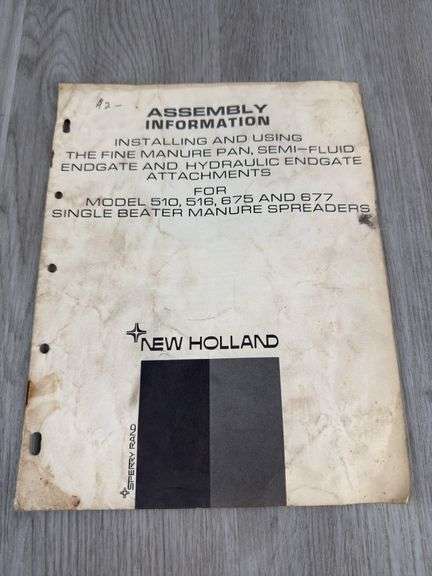 $2-
ASSEMBLY
INFORMATION
INSTALLING AND USING
THE FINE MANURE PAN, SEMI-FLUID
ENDGATE AND HYDRAULIC ENDGATE
ATTACHMENTS
FOR
MODEL 510, 516, 675 AND 677
SINGLE BEATER MANURE SPREADERS
NEW HOLLAND
SPERRY RAND